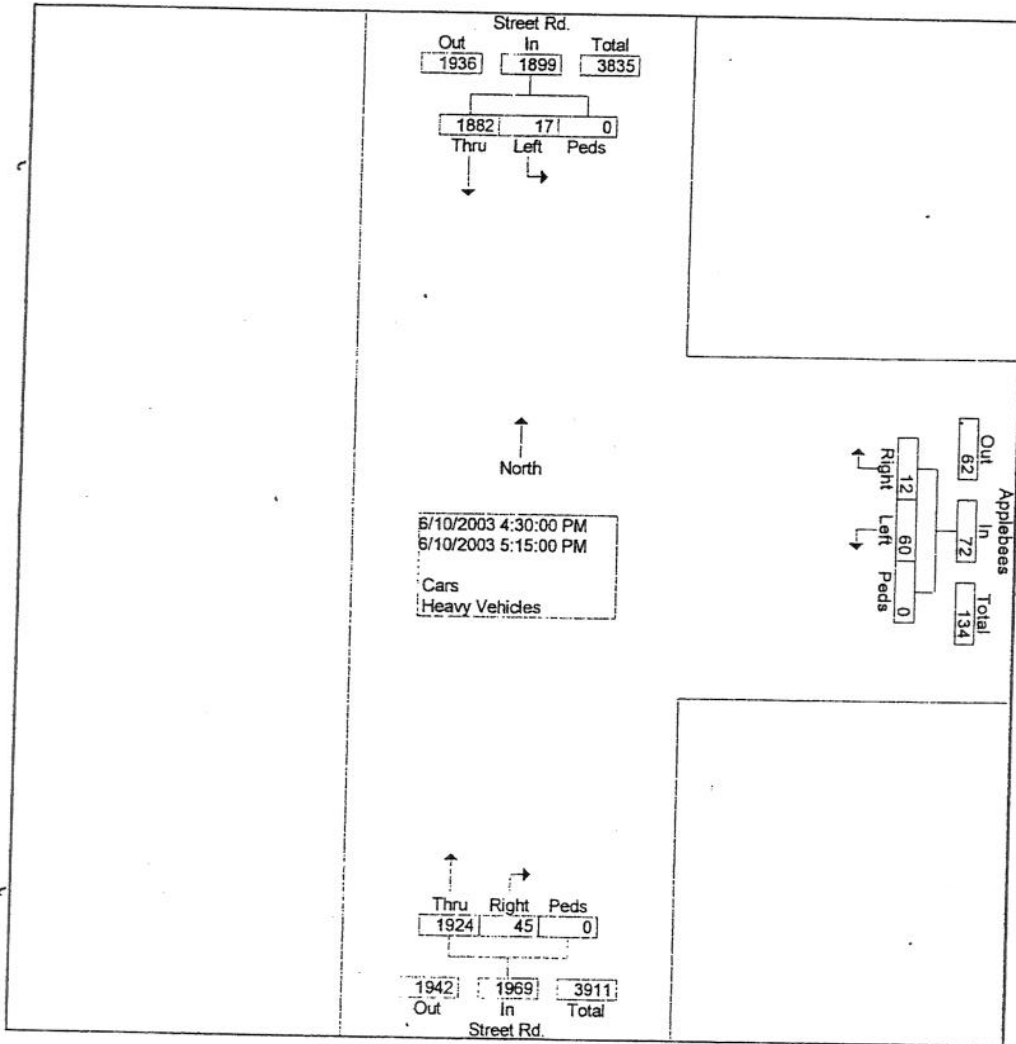 Street Rd.
Out In Total
1936 1899 3835
1882 17 0
Thru Left Peds
North
6/10/2003 4:30:00 PM
6/10/2003 5:15:00 PM
Cars
Heavy Vehicles
Applebees
Out In Total
62 72 134
12 60 0
Right Left Peds
Thru Right Peds
1924 45 0
1942 1969 3911
Out In Total
Street Rd.